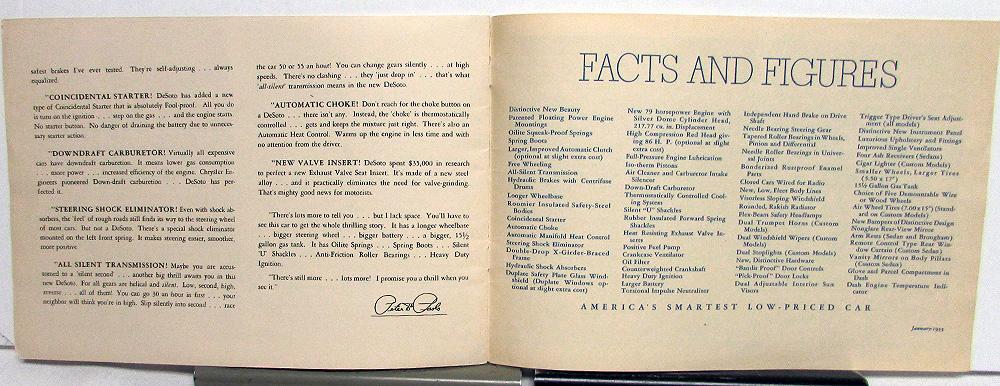 safest brakes I've ever tested. They're self-adjusting . . . always
equalized.
"COINCIDENTAL STARTER! DeSoto has added a new
type of Coincidental Starter that is absolutely Fool-proof. All you do
is turn on the ignition . . . step on the gas . . . and the engine starts.
No starter button. No danger of draining the battery due to unneces-
sary starter action.
"DOWNDRAFT CARBURETOR! Virtually all expensive
cars have downdraft carburetion. It means lower gas consumption
. . . more power . . . increased efficiency of the engine. Chrysler En-
gineers pioneered Down-draft carburetion . . . DeSoto has per-
fected it.
"STEERING SHOCK ELIMINATOR! Even with shock ab-
sorbers, the 'feel' of rough roads still finds its way to the steering wheel
of most cars. But not a DeSoto. There's a special shock eliminator
mounted on the left front spring. It makes steering easier, smoother,
more positive.
"ALL SILENT TRANSMISSION! Maybe you are accus-
tomed to a 'silent second' . . . another big thrill awaits you in this
new DeSoto. For all gears are helical and silent. Low, second, high,
reverse . . . all of them! You can go 30 an hour in first . . . your
neighbor will think you're in high. Slip silently into second . . . race
the car 50 or 55 an hour! You can change gears silently . . . at high
speeds. There's no clashing . . . they 'just drop in' . . . that's what
'all-silent' transmission means in the new DeSoto.
"AUTOMATIC CHOKE! Don't reach for the choke button on
a DeSoto . . . there isn't any. Instead, the 'choke' is thermostatically
controlled . . . gets and keeps the mixture just right. There's also an
Automatic Heat Control. Warms up the engine in less time and with
no attention from the driver.
"NEW VALVE INSERT! DeSoto spent $35,000 in research
to perfect a new Exhaust Valve Seat Insert. It's made of a new steel
alloy . . . and it practically eliminates the need for valve-grinding.
That's mighty good news for motorists.
"There's lots more to tell you . . . but I lack space. You'll have to
see this car to get the whole thrilling story. It has a longer wheelbase
. . . bigger steering wheel . . . bigger battery . . . a bigger, 15½
gallon gas tank. It has Oilite Springs . . . Spring Boots . . . Silent
'U' Shackles . . . Anti-Friction Roller Bearings . . . Heavy Duty
Ignition.
"There's still more . . . lots more! I promise you a thrill when you
see it."
FACTS AND FIGURES
Distinctive New Beauty
Patented Floating Power Engine
Mountings
Oilite Squeak-Proof Springs
Spring Boots
Larger, Improved Automatic Clutch
(optional at slight extra cost)
Free Wheeling
All-Silent Transmission
Hydraulic Brakes with Centrifuse
Drums
Longer Wheelbase
Roomier Insulated Safety-Steel
Bodies
Coincidental Starter
Automatic Choke
Automatic Manifold Heat Control
Steering Shock Eliminator
Double-Drop X-Girder-Braced
Frame
Hydraulic Shock Absorbers
Duplate Safety Plate Glass Wind-
shield (Duplate Windows op-
tional at slight extra cost)
New 79 horsepower Engine with
Silver Dome Cylinder Head,
217.77 cu. in. Displacement
High Compression Red Head giv-
ing 86 H. P. (optional at slight
extra cost)
Full-Pressure Engine Lubrication
Iso-therm Pistons
Air Cleaner and Carburetor Intake
Silencer
Down-Draft Carburetor
Thermostatically Controlled Cool-
ing System
Silent "U" Shackles
Rubber Insulated Forward Spring
Shackles
Heat Resisting Exhaust Valve In-
serts
Positive Fuel Pump
Crankcase Ventilator
Oil Filter
Counterweighted Crankshaft
Heavy Duty Ignition
Larger Battery
Torsional Impulse Neutralizer
Independent Hand Brake on Drive
Shaft
Needle Bearing Steering Gear
Tapered Roller Bearings in Wheels,
Pinion and Differential
Needle Roller Bearings in Univer-
sal Joints
Bonderized Rustproof Enamel
Parts
Closed Cars Wired for Radio
New, Low, Fleet Body Lines
Visorless Sloping Windshield
Rounded, Rakish Radiator
Flex-Beam Safety Headlamps
Dual Trumpet Horns (Custom
Models)
Dual Windshield Wipers (Custom
Models)
Dual Stoplights (Custom Models)
New, Distinctive Hardware
"Bandit Proof" Door Controls
"Pick-Proof" Door Locks
Dual Adjustable Interior Sun
Visors
Trigger Type Driver's Seat Adjust-
ment (all models)
Distinctive New Instrument Panel
Luxurious Upholstery and Fittings
Improved Single Ventilators
Four Ash Receivers (Sedans)
Cigar Lighter (Custom Models)
Smaller Wheels, Larger Tires
(5.50 x 17")
15½ Gallon Gas Tank
Choice of Five Demountable Wire
or Wood Wheels
Air Wheel Tires (7.00 x 15") (Stand-
ard on Custom Models)
New Bumpers of Distinctive Design
Nonglare Rear-View Mirror
Arm Rests (Sedan and Brougham)
Remote Control Type Rear Win-
dow Curtain (Custom Sedan)
Vanity Mirrors on Body Pillars
(Custom Sedan)
Glove and Parcel Compartment in
Dash
Dash Engine Temperature Indi-
cator
AMERICA'S SMARTEST LOW-PRICED CAR
January 1933